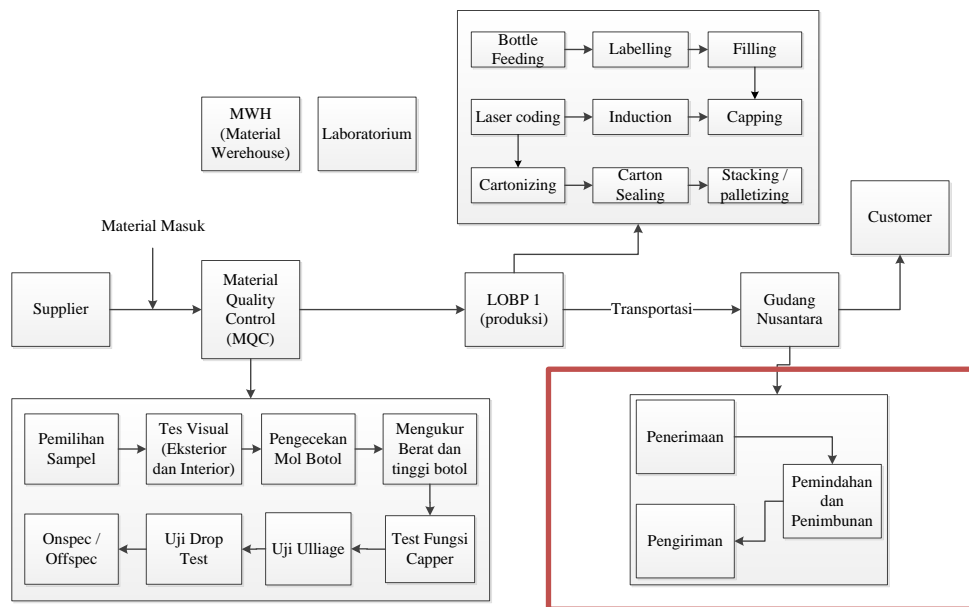 Bottle
Feeding
Labelling
Filling
MWH
(Material
Werehouse)
Laboratorium
Laser coding
Induction
Capping
Cartonizing
Carton
Sealing
Stacking /
palletizing
Customer
Material Masuk
Supplier
Material
Quality
Control
(MQC)
LOBP 1
(produksi)
Transportasi
Gudang
Nusantara
Pemilihan
Sampel
Tes Visual
(Eksterior
dan Interior)
Pengecekan
Mol Botol
Mengukur
Berat dan
tinggi botol
Onspec /
Offspec
Uji Drop
Test
Uji Ulliage
Test Fungsi
Capper
Penerimaan
Pemindahan
dan
Penimbunan
Pengiriman